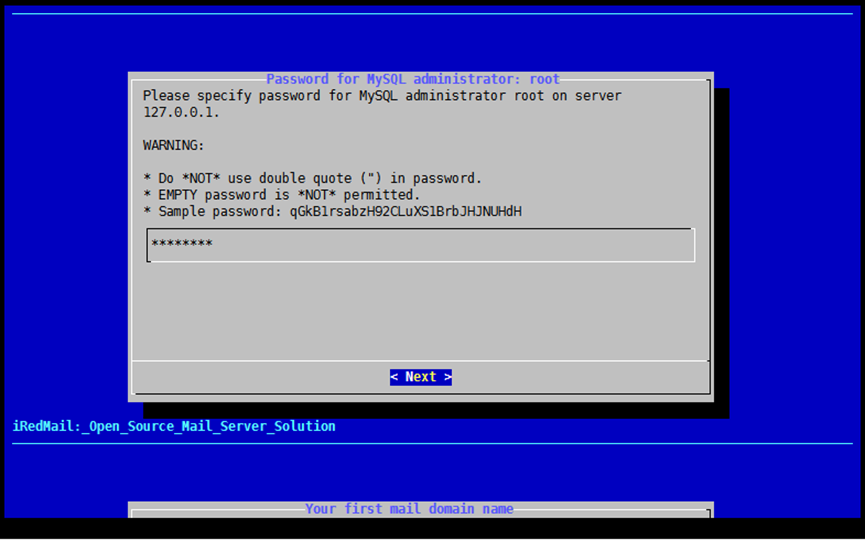 Password for MySQL administrator: root
Please specify password for MySQL administrator root on server
127.0.0.1.
WARNING:
* Do *NOT* use double quote (") in password.
* EMPTY password is *NOT* permitted.
* Sample password: qGkB1rsabzH92CLuXS1BrbJHJNUHdH
********
< Next >
iRedMail:_Open_Source_Mail_Server_Solution
Your first mail domain name